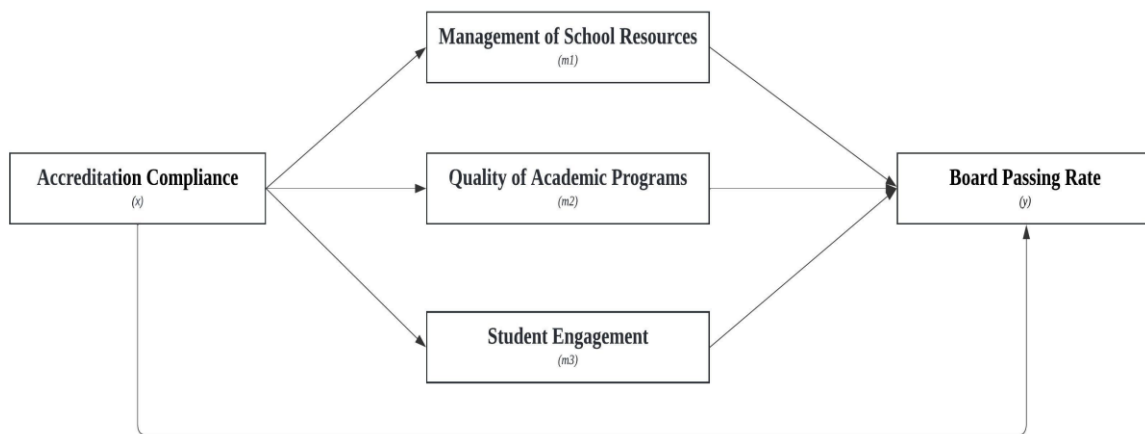 Management of School Resources
(m1)
Accreditation Compliance
(x)
Quality of Academic Programs
(m2)
Board Passing Rate
(y)
Student Engagement
(m3)